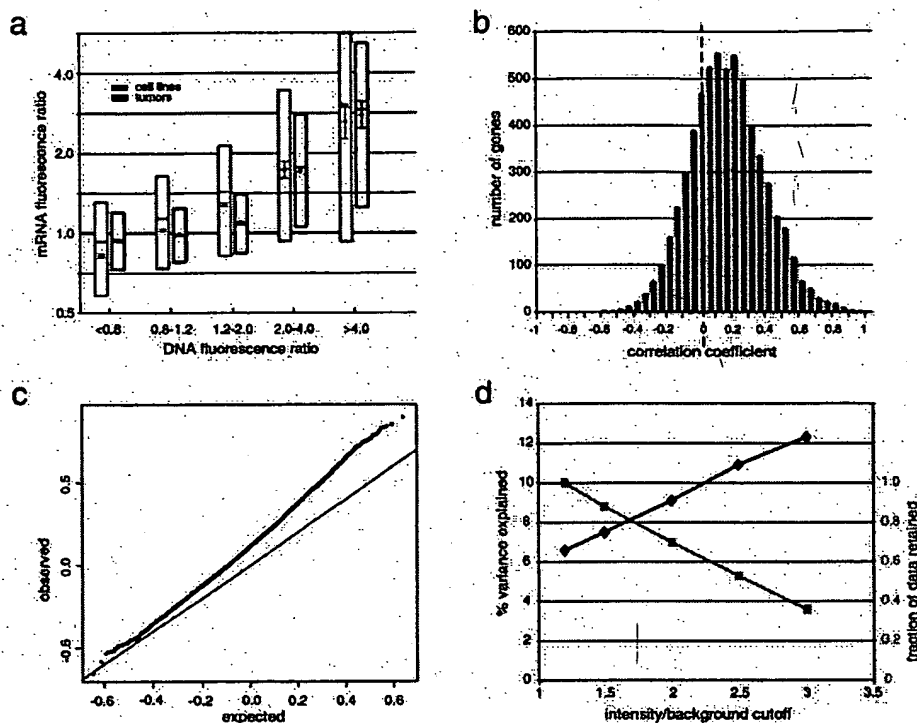 a
mRNA fluorescence ratio
4.0
2.0
1.0
0.5
cell lines
tumors
<0.8
0.8-1.2
1.2-2.0
2.0-4.0
>4.0
DNA fluorescence ratio
b
number of genes
600
500
400
300
200
100
0
-1 -0.8 -0.6 -0.4 -0.2 0 0.2 0.4 0.6 0.8 1
correlation coefficient
c
observed
0.5
0.0
-0.5
-0.6 -0.4 -0.2 0.0 0.2 0.4 0.6
expected
d
% variance explained
14
12
10
8
6
4
2
0
1 1.5 2 2.5 3 3.5
intensity/background cutoff
1.0
0.8
0.6
0.4
0.2
0
fraction of data retained